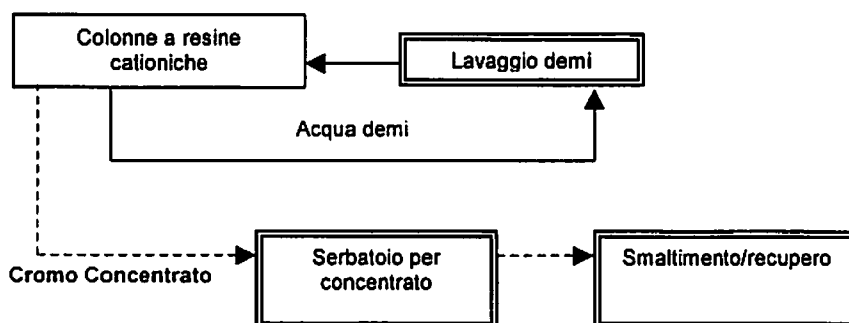 Colonne a resine
cationiche
Lavaggio demi
Acqua demi
Cromo Concentrato
Serbatoio per
concentrato
Smaltimento/recupero